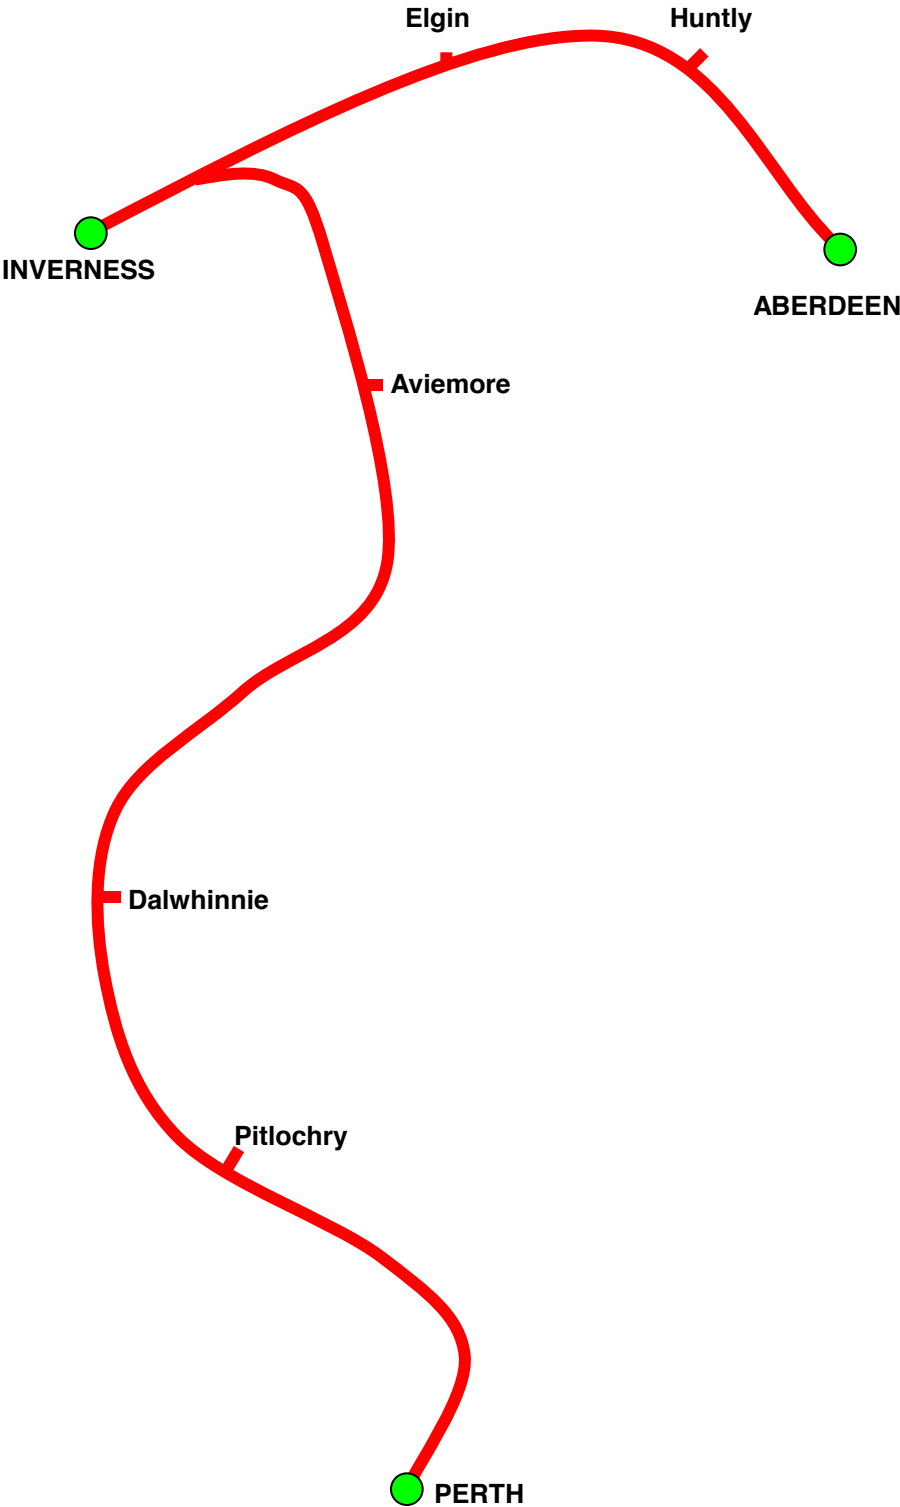 Elgin
Huntly
INVERNESS
ABERDEEN
Aviemore
Dalwhinnie
Pitlochry
PERTH